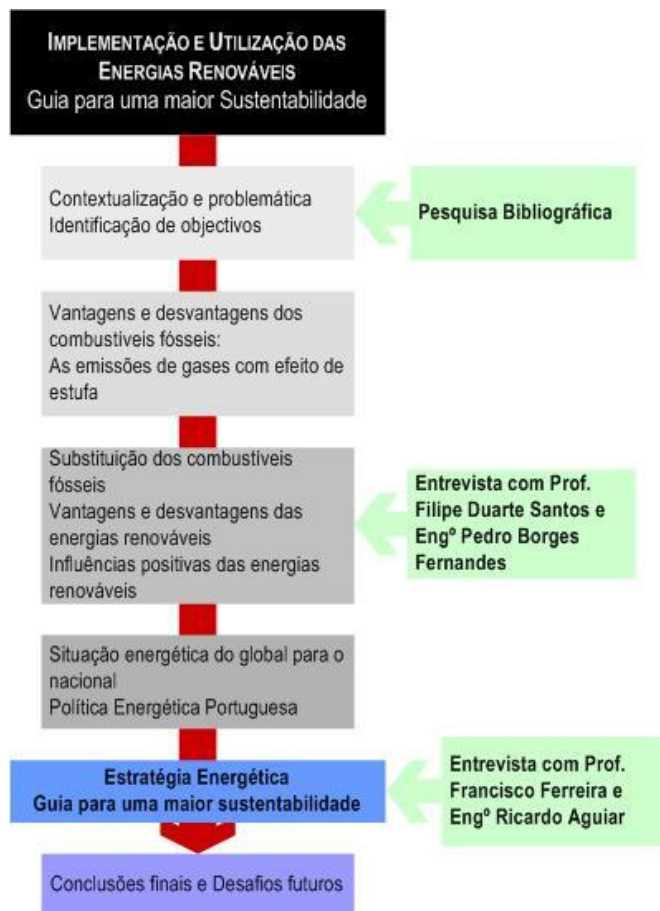 IMPLEMENTAÇÃO E UTILIZAÇÃO DAS
ENERGIAS RENOVÁVEIS
Guia para uma maior Sustentabilidade
Contextualização e problemática
Identificação de objectivos
Pesquisa Bibliográfica
Vantagens e desvantagens dos
combustiveis fósseis:
As emissões de gases com efeito de
estufa
Substituição dos combustiveis
fósseis
Vantagens e desvantagens das
energias renováveis
Influências positivas das energias
renováveis
Entrevista com Prof.
Filipe Duarte Santos e
Engº Pedro Borges
Fernandes
Situação energética do global para o
nacional
Política Energética Portuguesa
Estratégia Energética
Guia para uma maior sustentabilidade
Entrevista com Prof.
Francisco Ferreira e
Engº Ricardo Aguiar
Conclusões finais e Desafios futuros